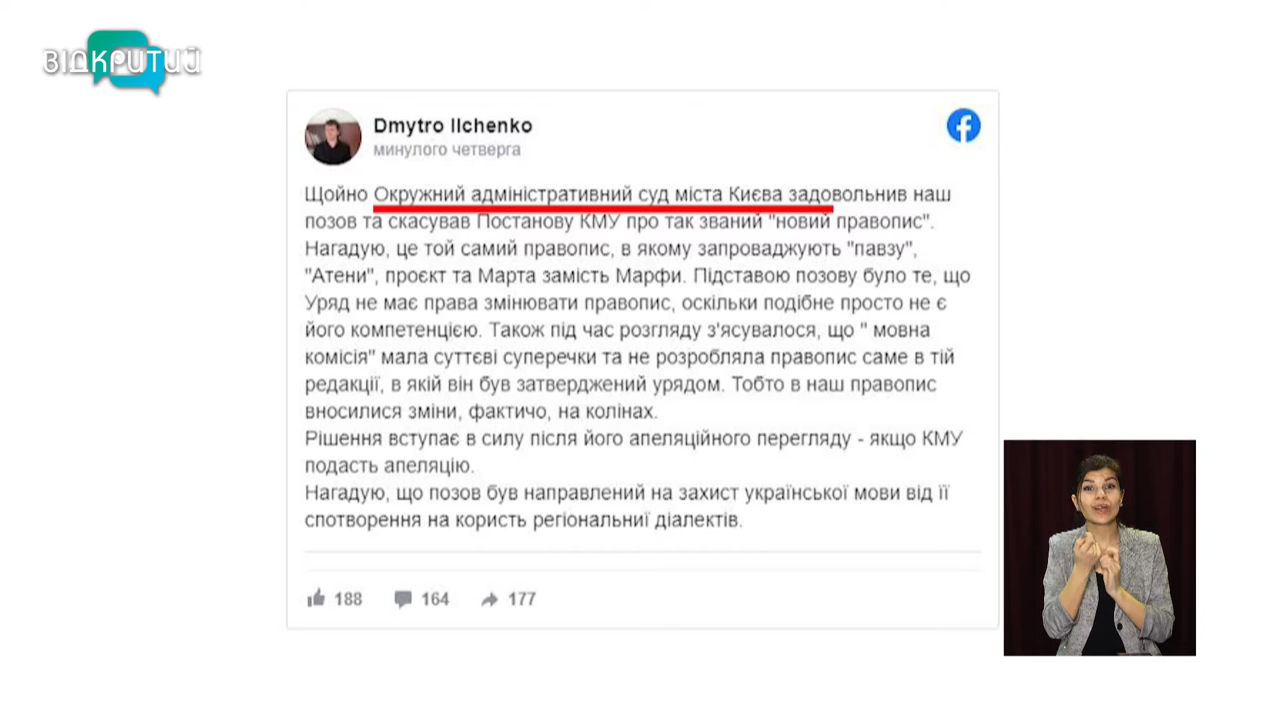 ВІДКРИТИЙ
Dmytro Ilchenko
минулого четверга
Щойно Окружний адміністративний суд міста Києва задовольнив наш
позов та скасував Постанову КМУ про так званий "новий правопис".
Нагадую, це той самий правопис, в якому запроваджують "павзу",
"Атени", проєкт та Марта замість Марфи. Підставою позову було те, що
Уряд не має права змінювати правопис, оскільки подібне просто не є
його компетенцією. Також під час розгляду з'ясувалося, що " мовна
комісія" мала суттєві суперечки та не розробляла правопис саме в тій
редакції, в якій він був затверджений урядом. Тобто в наш правопис
вносилися зміни, фактичо, на колінах.
Рішення вступає в силу після його апеляційного перегляду - якщо КМУ
подасть апеляцію.
Нагадую, що позов був направлений на захист української мови від її
спотворення на користь регіональниї діалектів.
188 164 177